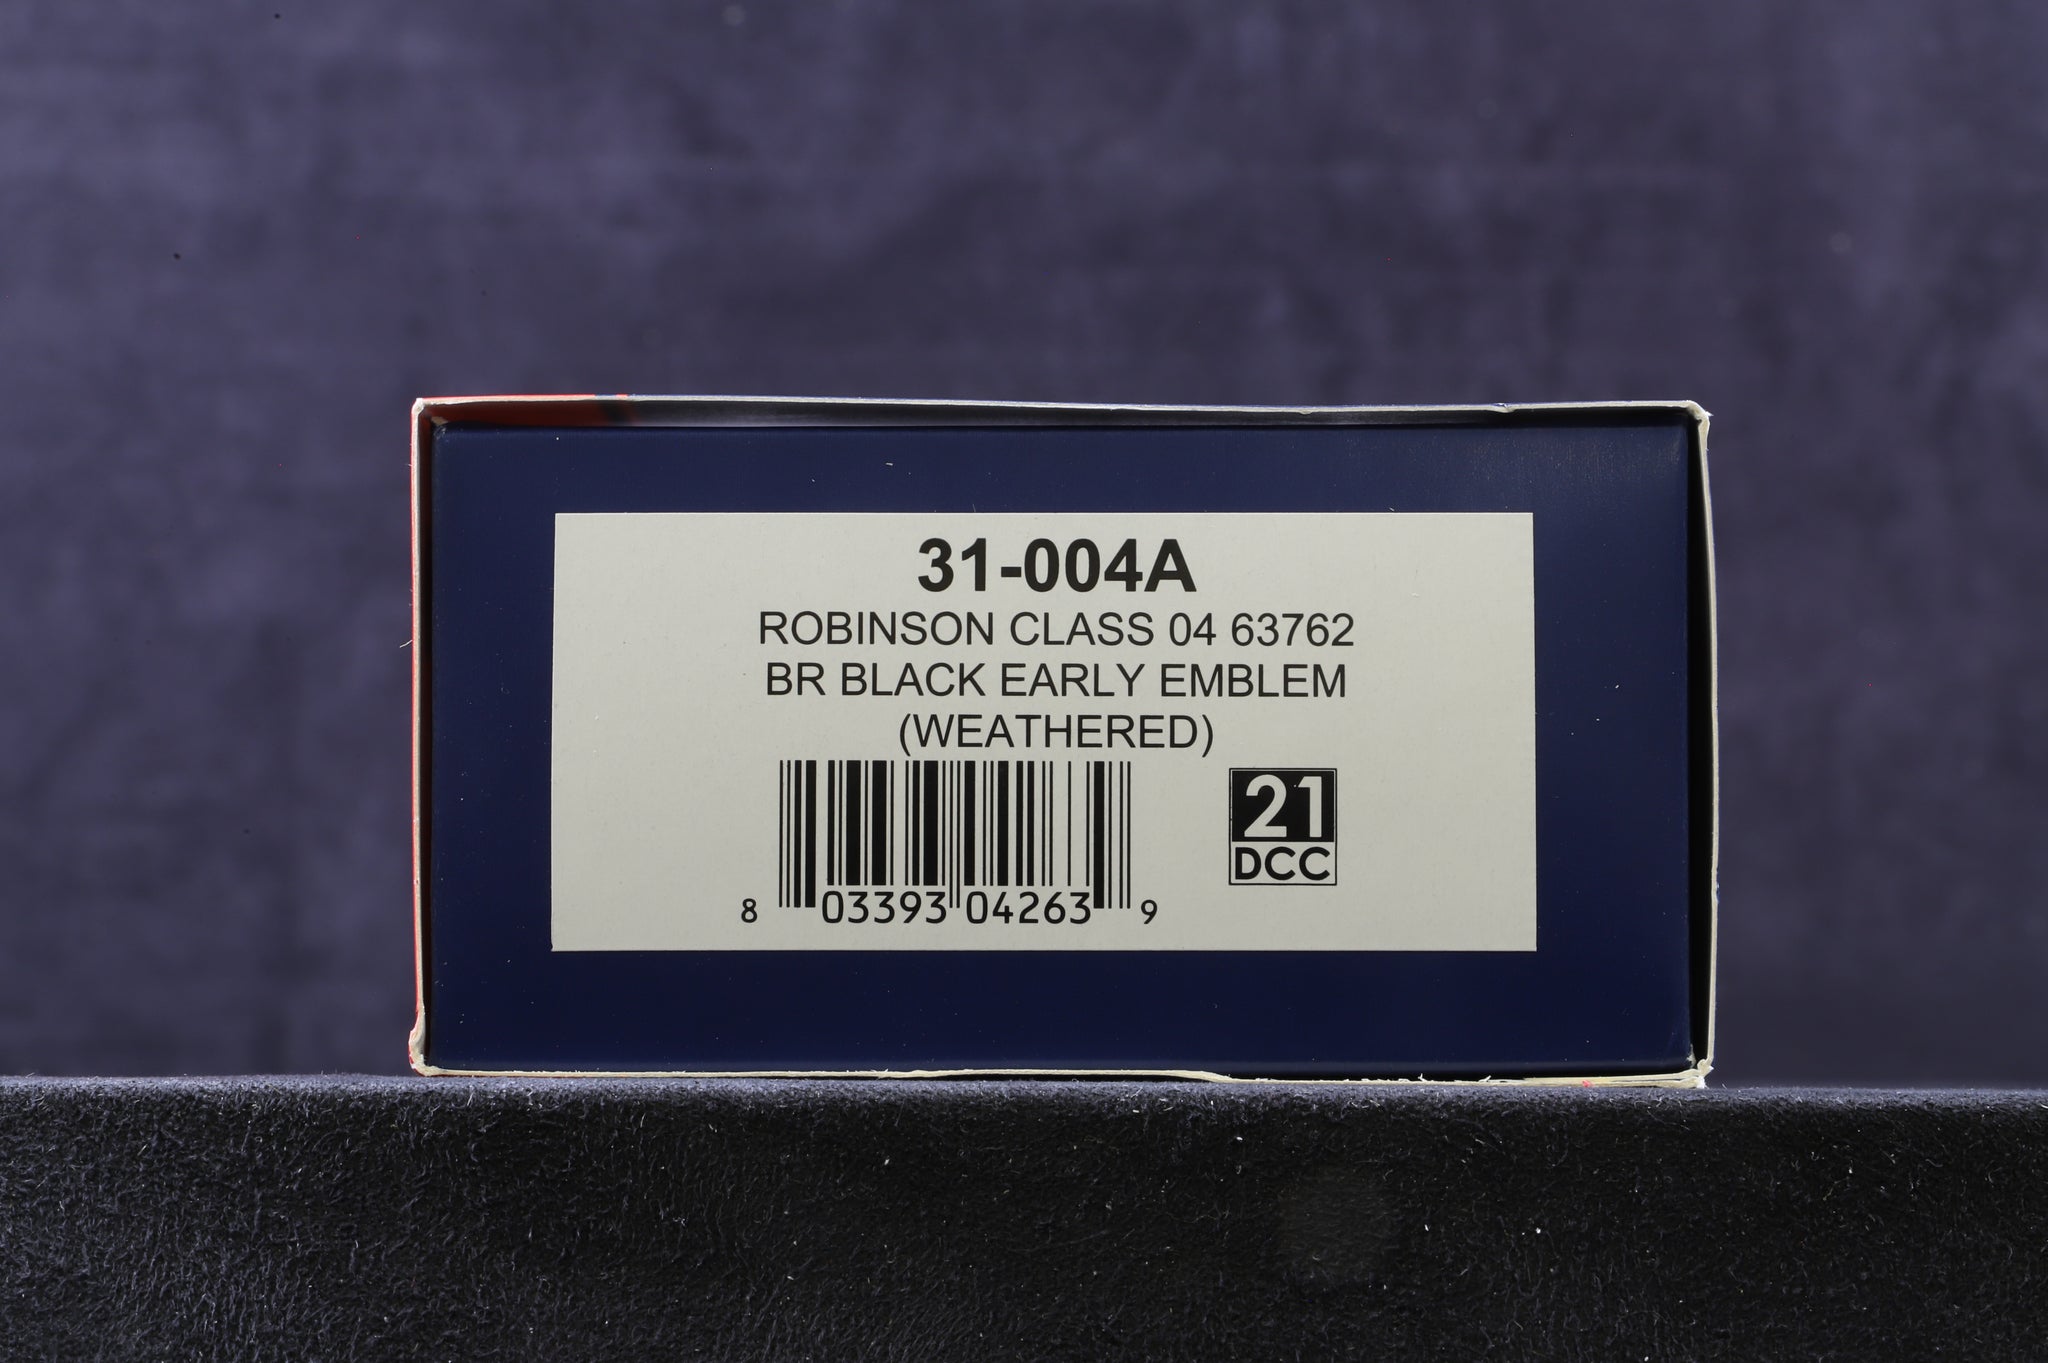 31-004A
ROBINSON CLASS 04 63762
BR BLACK EARLY EMBLEM
(WEATHERED)
21
DCC
8 03393 04263 9